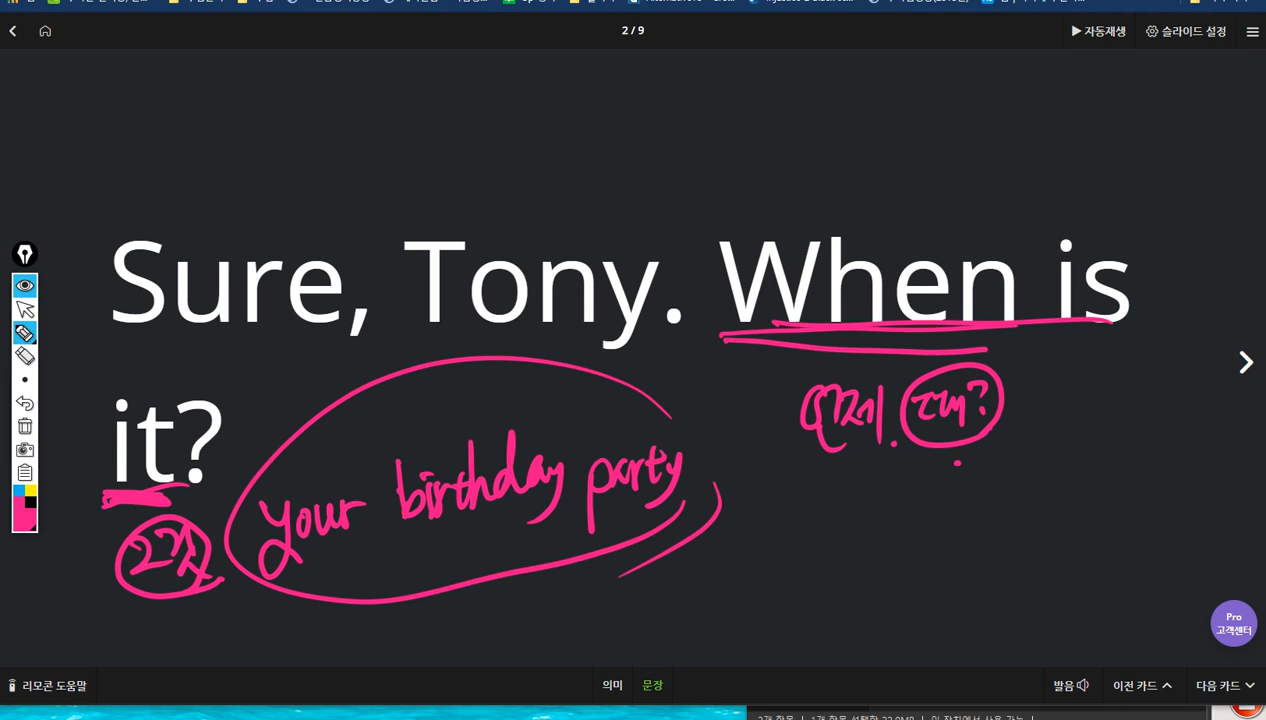 2 / 9
▶ 자동재생
슬라이드 설정
Sure, Tony. When is
it?
언제.
your birthday party
그것
Pro
고객센터
리모콘 도움말
의미
문장
발음
이전 카드
다음 카드